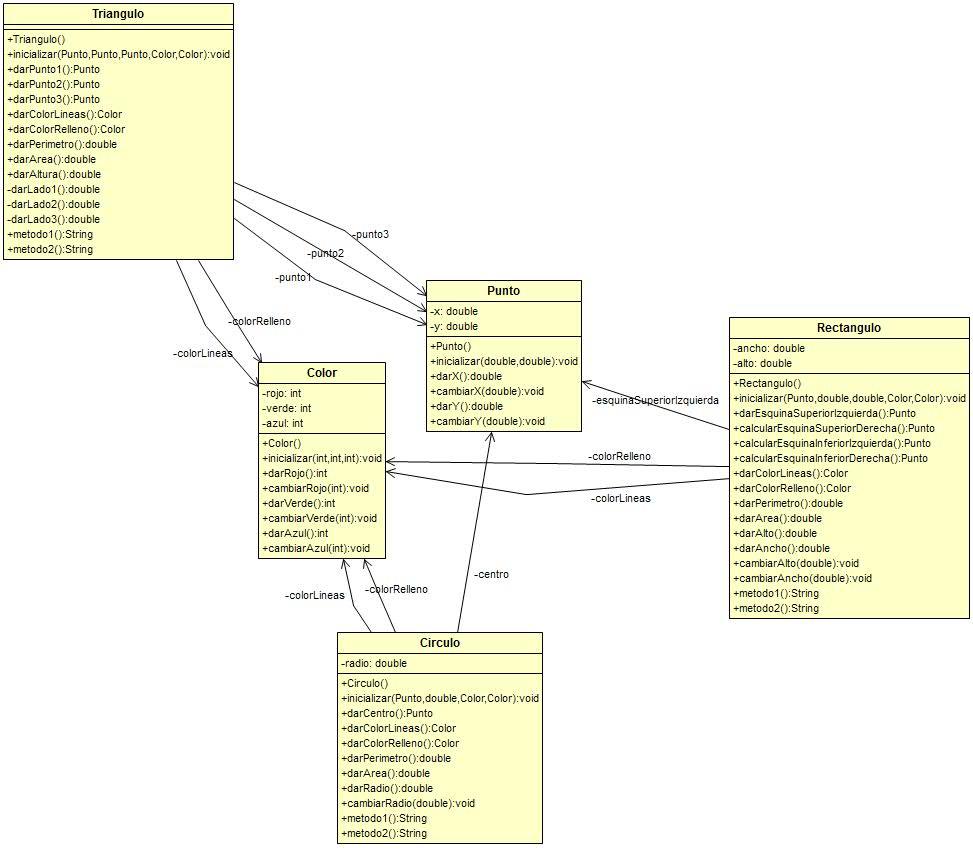 Triangulo
+Triangulo()
+inicializar(Punto,Punto,Punto,Color,Color):void
+darPunto1():Punto
+darPunto2():Punto
+darPunto3():Punto
+darColorLineas():Color
+darColorRelleno():Color
+darPerimetro():double
+darArea():double
+darAltura():double
-darLado1():double
-darLado2():double
-darLado3():double
+metodo1():String
+metodo2():String
-punto3
-punto2
-punto1
-colorRelleno
-colorLineas
Punto
-x: double
-y: double
+Punto()
+inicializar(double,double):void
+darX():double
+cambiarX(double):void
+darY():double
+cambiarY(double):void
Color
-rojo: int
-verde: int
-azul: int
+Color()
+inicializar(int,int,int):void
+darRojo():int
+cambiarRojo(int):void
+darVerde():int
+cambiarVerde(int):void
+darAzul():int
+cambiarAzul(int):void
-esquinaSuperiorIzquierda
-colorRelleno
-colorLineas
Rectangulo
-ancho: double
-alto: double
+Rectangulo()
+inicializar(Punto,double,double,Color,Color):void
+darEsquinaSuperiorIzquierda():Punto
+calcularEsquinaSuperiorDerecha():Punto
+calcularEsquinaInferiorIzquierda():Punto
+calcularEsquinaInferiorDerecha():Punto
+darColorLineas():Color
+darColorRelleno():Color
+darPerimetro():double
+darArea():double
+darAlto():double
+darAncho():double
+cambiarAlto(double):void
+cambiarAncho(double):void
+metodo1():String
+metodo2():String
-centro
-colorRelleno
-colorLineas
Circulo
-radio: double
+Circulo()
+inicializar(Punto,double,Color,Color):void
+darCentro():Punto
+darColorLineas():Color
+darColorRelleno():Color
+darPerimetro():double
+darArea():double
+darRadio():double
+cambiarRadio(double):void
+metodo1():String
+metodo2():String